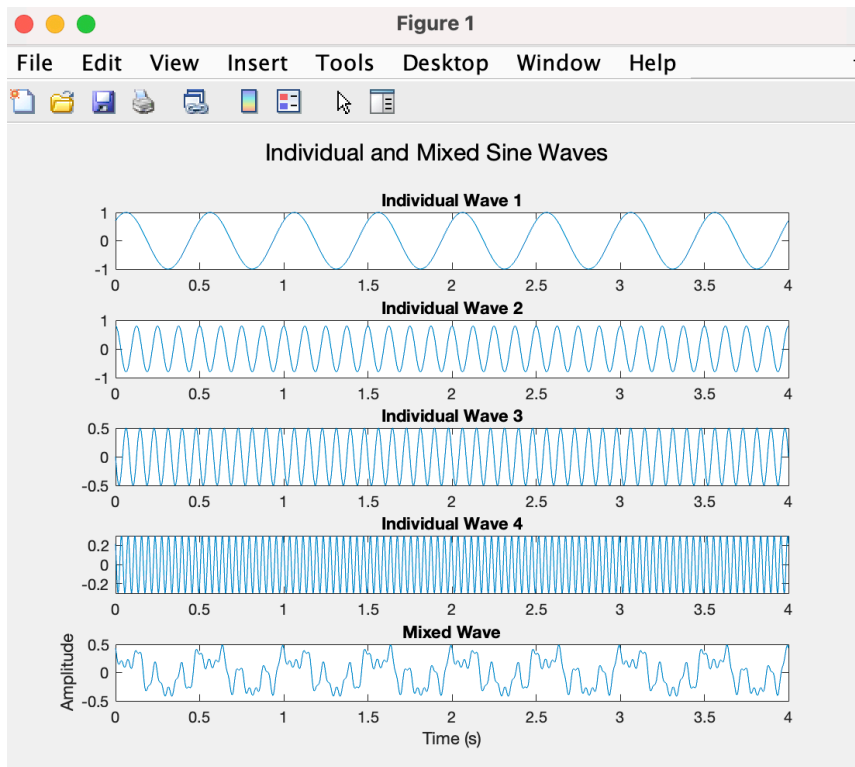 Figure 1
File Edit View Insert Tools Desktop Window Help
Individual and Mixed Sine Waves
Individual Wave 1
1
0
-1
0 0.5 1 1.5 2 2.5 3 3.5 4
Individual Wave 2
1
0
-1
0 0.5 1 1.5 2 2.5 3 3.5 4
Individual Wave 3
0.5
0
-0.5
0 0.5 1 1.5 2 2.5 3 3.5 4
Individual Wave 4
0.2
0
-0.2
0 0.5 1 1.5 2 2.5 3 3.5 4
Mixed Wave
Amplitude
0.5
0
-0.5
0 0.5 1 1.5 2 2.5 3 3.5 4
Time (s)